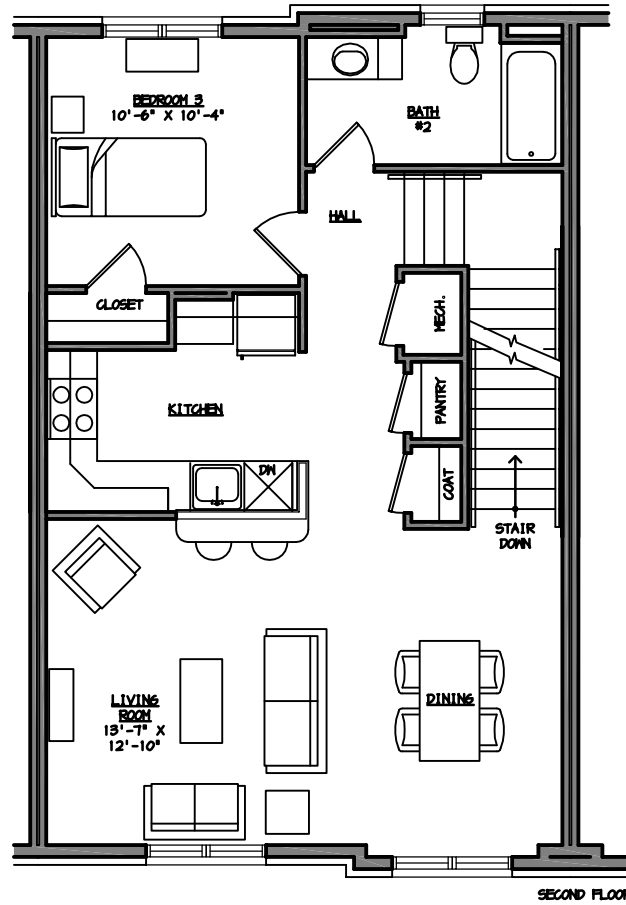 BEDROOM 3
10'-6" X 10'-4"
BATH
#2
HALL
CLOSET
MECH.
KITCHEN
PANTRY
DW
COAT
STAIR
DOWN
LIVING
ROOM
13'-7" X
12'-10"
DINING
SECOND FLOOR